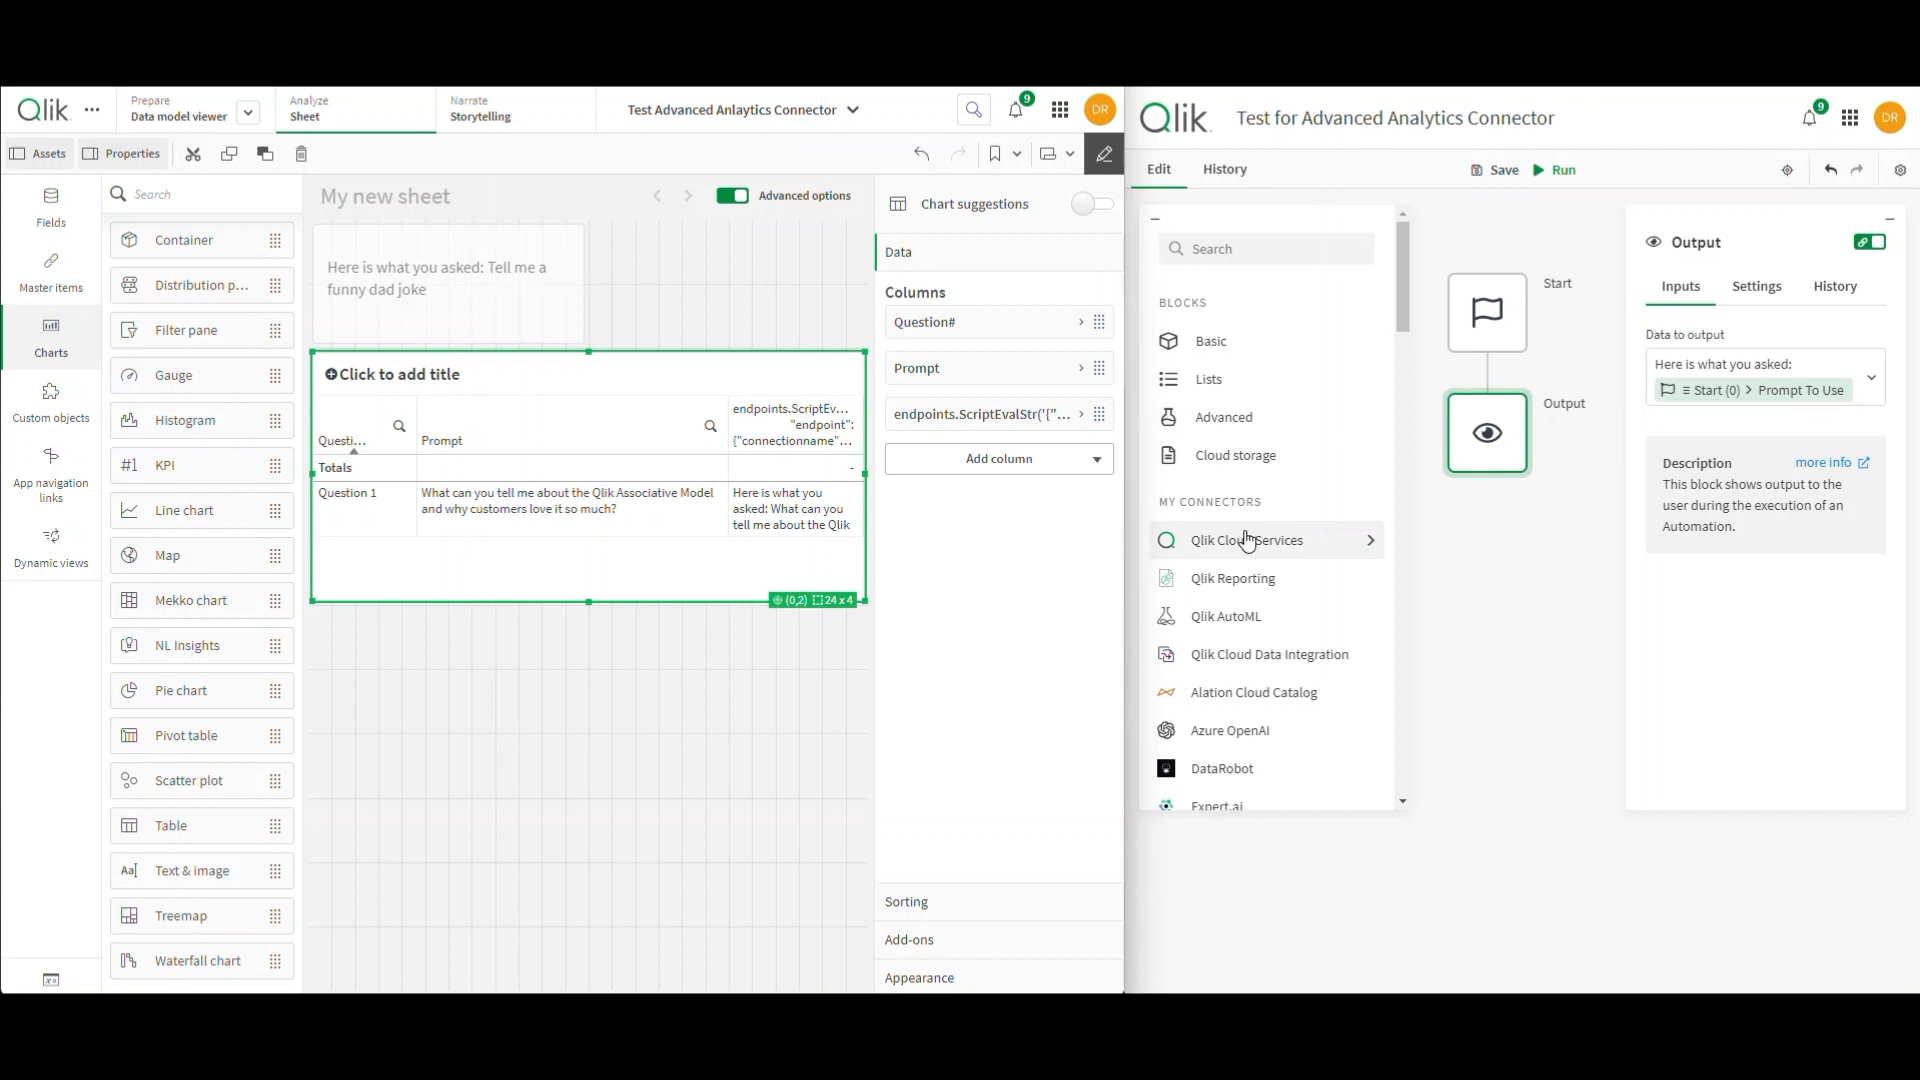 Qlik
Prepare
Data model viewer
Analyze
Sheet
Narrate
Storytelling
Test Advanced Anlaytics Connector
9
DR
Assets
Properties
Fields
Master items
Charts
Custom objects
App navigation
links
Dynamic views
Search
Container
Distribution p...
Filter pane
Gauge
Histogram
#1 KPI
Line chart
Map
Mekko chart
NL Insights
Pie chart
Pivot table
Scatter plot
Table
Text & image
Treemap
Waterfall chart
My new sheet
Advanced options
Here is what you asked: Tell me a
funny dad joke
Click to add title
Questi...
Prompt
endpoints.ScriptEv...
"endpoint":
{"connectionname"...
Totals
-
Question 1
What can you tell me about the Qlik Associative Model
and why customers love it so much?
Here is what you
asked: What can you
tell me about the Qlik
(0,2) 24 x 4
Chart suggestions
Data
Columns
Question#
Prompt
endpoints.ScriptEvalStr('{"...
Add column
Sorting
Add-ons
Appearance
Qlik
Test for Advanced Analytics Connector
9
DR
Edit
History
Save
Run
Search
BLOCKS
Basic
Lists
Advanced
Cloud storage
MY CONNECTORS
Qlik Cloud Services
Qlik Reporting
Qlik AutoML
Qlik Cloud Data Integration
Alation Cloud Catalog
Azure OpenAI
DataRobot
Expert.ai
Start
Output
Output
Inputs
Settings
History
Data to output
Here is what you asked:
Start (0) > Prompt To Use
Description
more info
This block shows output to the
user during the execution of an
Automation.